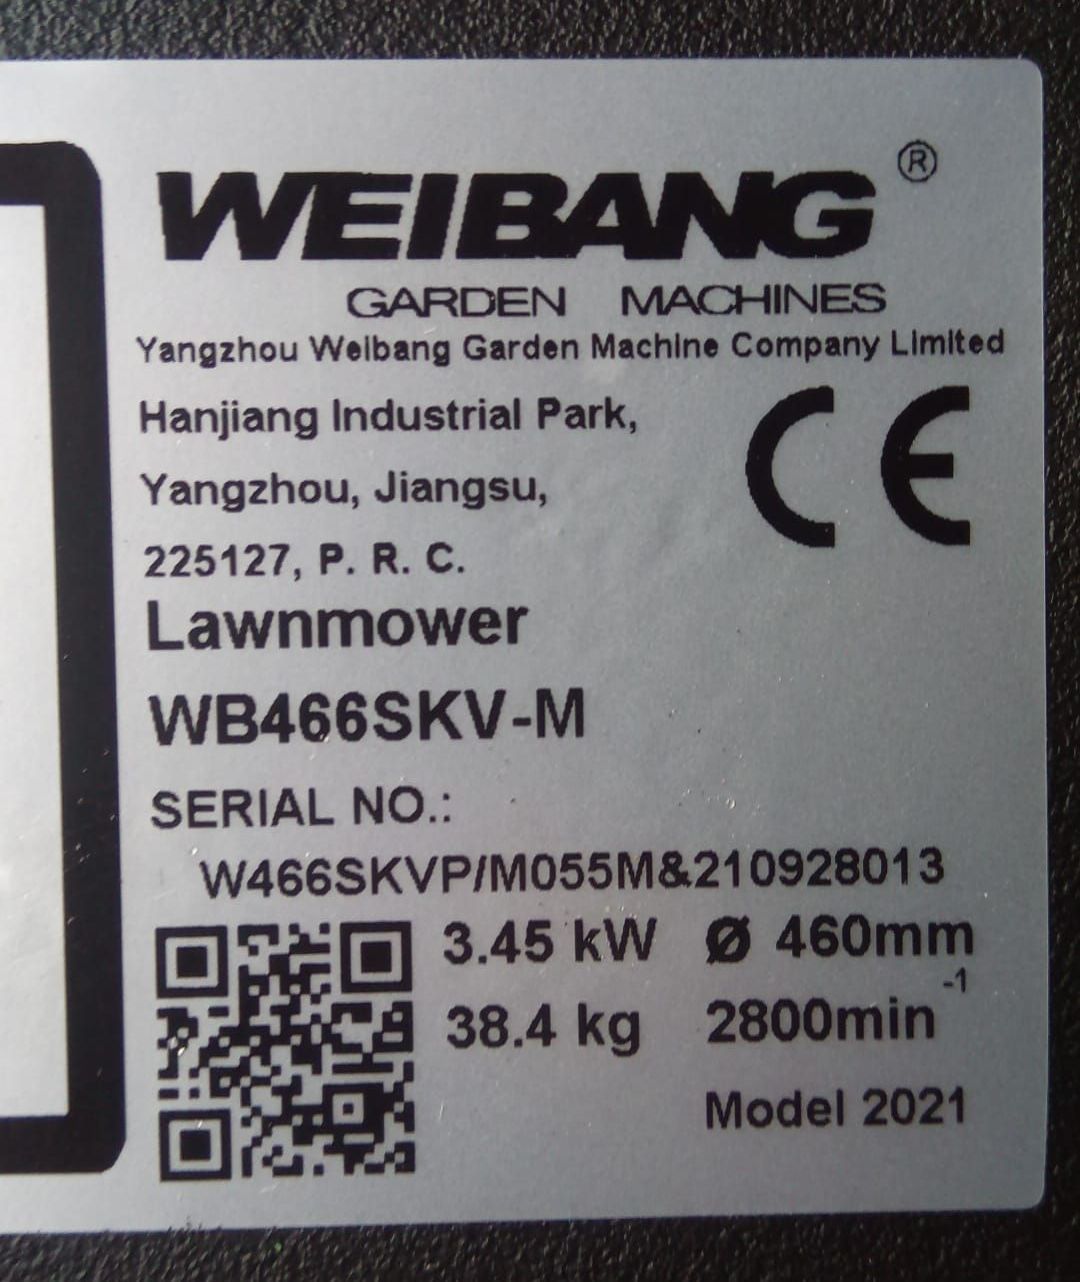 WEIBANG®
GARDEN MACHINES
Yangzhou Weibang Garden Machine Company Limited
Hanjiang Industrial Park,
Yangzhou, Jiangsu,
225127, P. R. C.
CE
Lawnmower
WB466SKV-M
SERIAL NO.:
W466SKVP/M055M&210928013
3.45 kW Ø 460mm
38.4 kg 2800min⁻¹
Model 2021